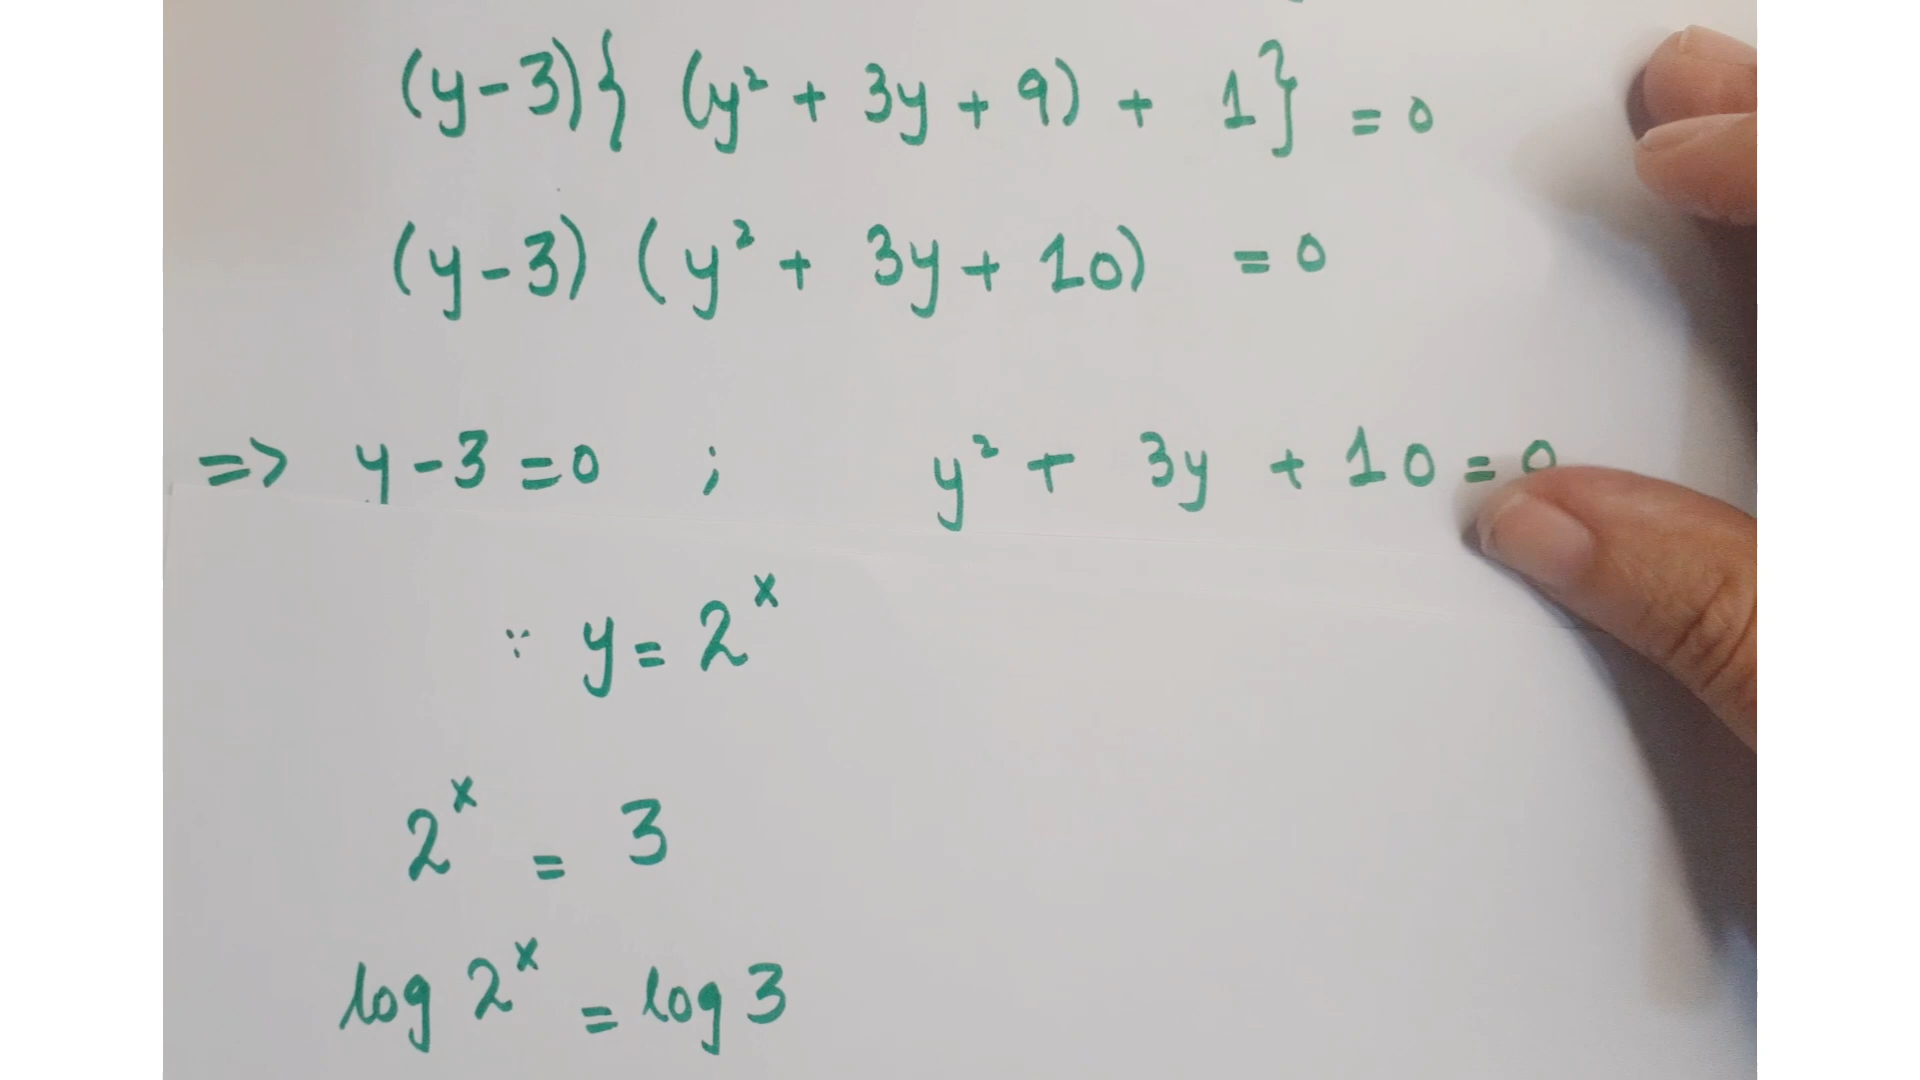 (y-3){ (y² + 3y + 9) + 1} = 0
(y-3) (y² + 3y + 10) = 0
=> y-3=0 ; y² + 3y + 10 = 0
∵ y = 2ˣ
2ˣ = 3
log 2ˣ = log 3